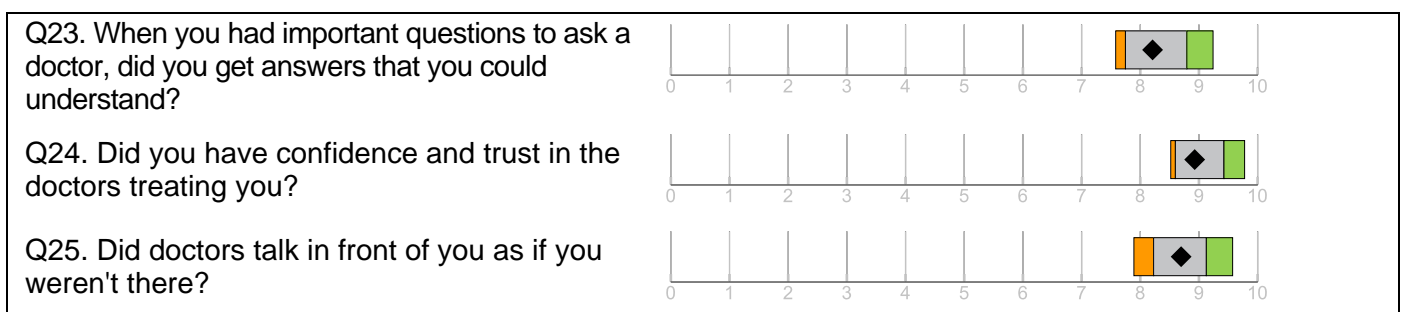 Q23. When you had important questions to ask a
doctor, did you get answers that you could
understand?
0 1 2 3 4 5 6 7 8 9 10
Q24. Did you have confidence and trust in the
doctors treating you?
0 1 2 3 4 5 6 7 8 9 10
Q25. Did doctors talk in front of you as if you
weren't there?
0 1 2 3 4 5 6 7 8 9 10